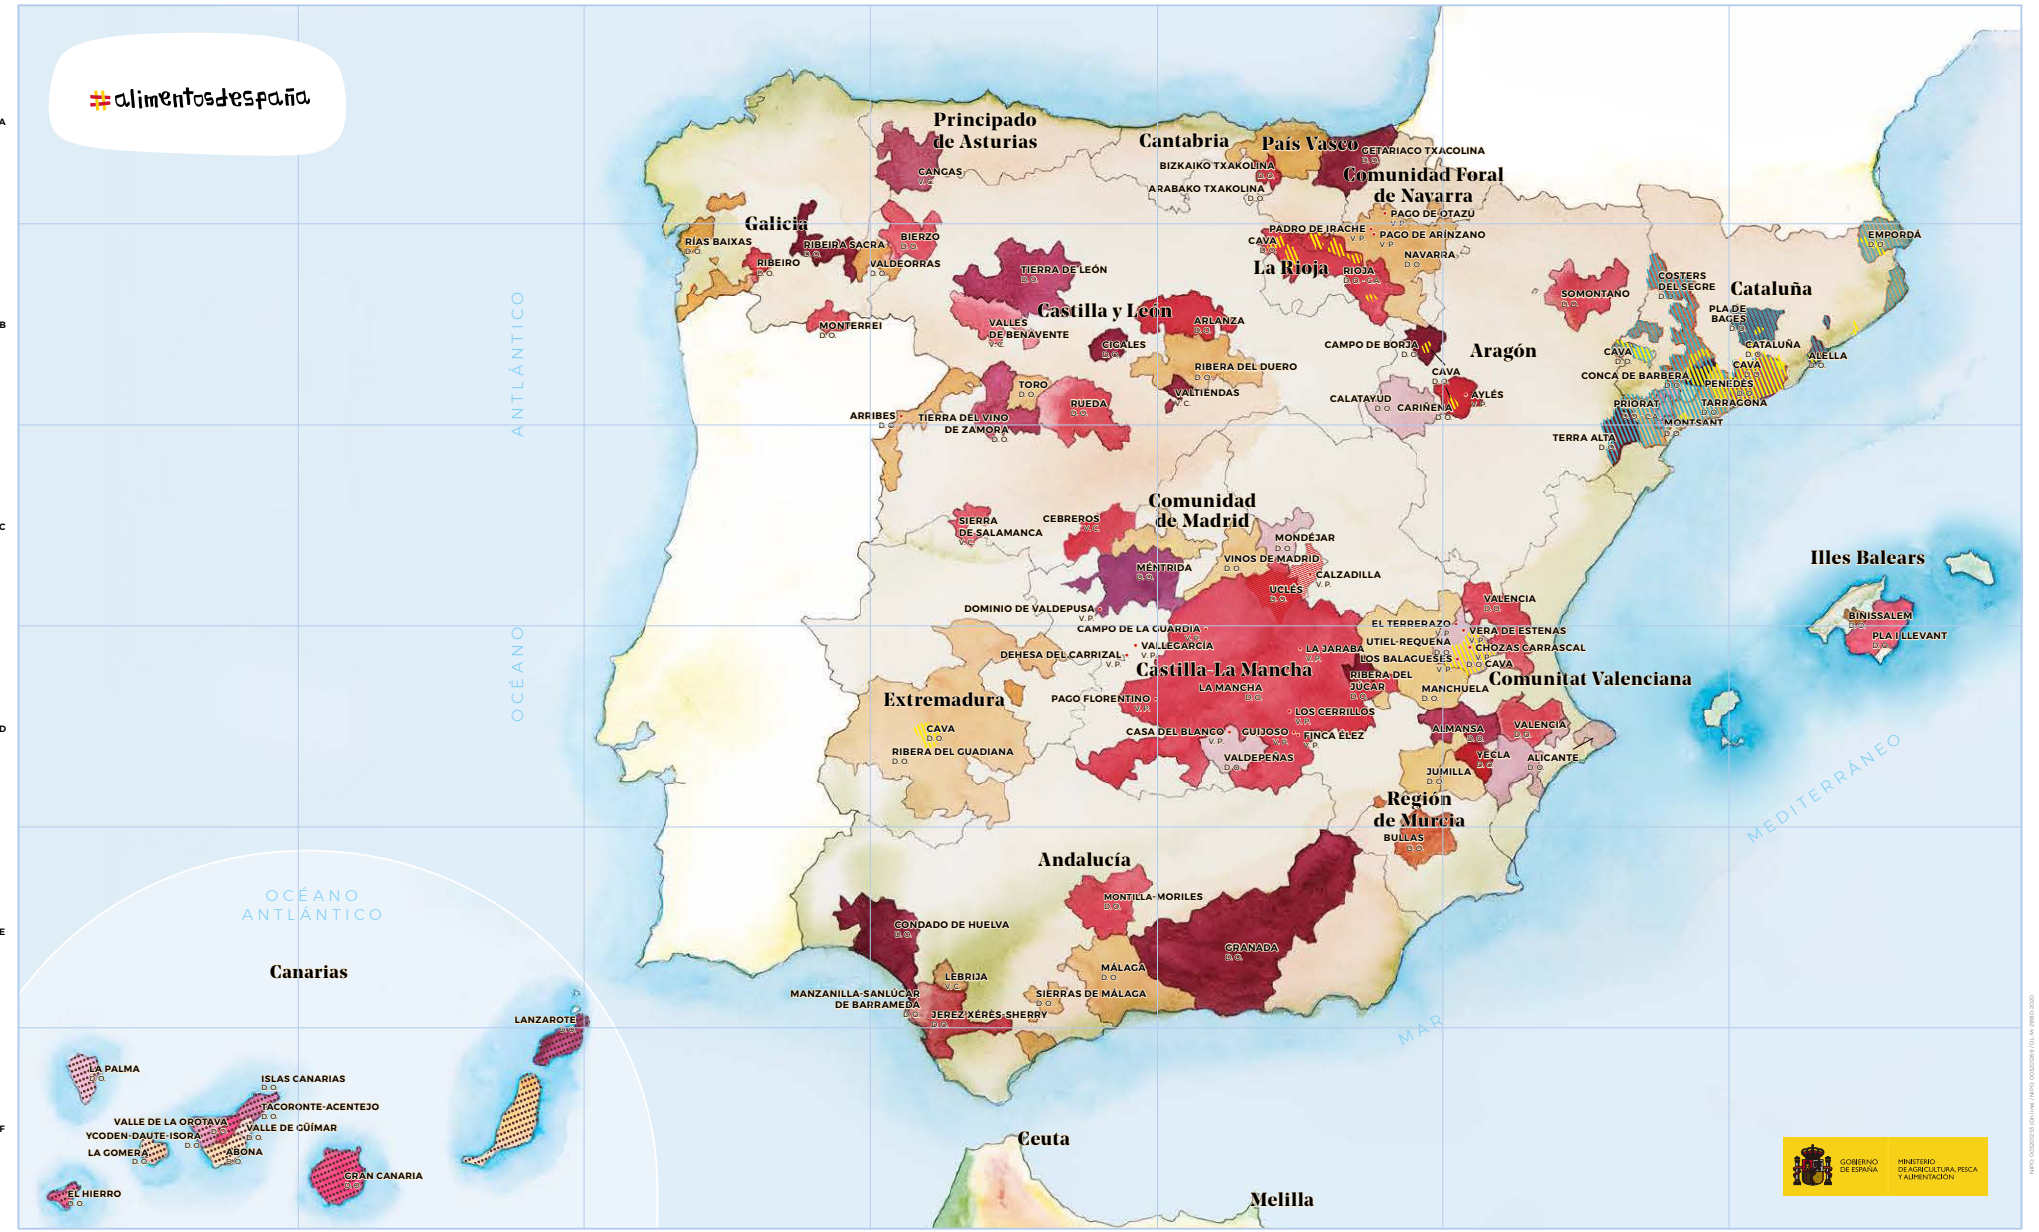 #alimentosdespaña
A
B
C
D
E
F
Principado
de Asturias
CANGAS
V.C.
Cantabria
País Vasco
GETARIACO TXACOLINA
D.O.
BIZKAIKO TXAKOLINA
D.O.
ARABAKO TXAKOLINA
D.O.
Comunidad Foral
de Navarra
PAGO DE OTAZU
V.P.
PADRO DE IRACHE
V.P.
PAGO DE ARÍNZANO
V.P.
NAVARRA
D.O.
CAVA
D.O.
La Rioja
RIOJA
D.O.-CA.
Galicia
RÍAS BAIXAS
D.O.
RIBEIRO
D.O.
RIBEIRA SACRA
D.O.
VALDEORRAS
D.O.
MONTERREI
D.O.
BIERZO
D.O.
TIERRA DE LEÓN
D.O.
Castilla y León
VALLES
DE BENAVENTE
V.C.
CIGALES
D.O.
ARLANZA
D.O.
RIBERA DEL DUERO
D.O.
VALTIENDAS
V.C.
TORO
D.O.
RUEDA
D.O.
ARRIBES
D.O.
TIERRA DEL VINO
DE ZAMORA
D.O.
SIERRA
DE SALAMANCA
V.C.
CEBREROS
V.C.
Aragón
SOMONTANO
D.O.
CAMPO DE BORJA
D.O.
CAVA
D.O.
CALATAYUD
D.O.
CARIÑENA
D.O.
AYLÉS
V.P.
Cataluña
EMPORDÁ
D.O.
COSTERS
DEL SEGRE
D.O.
PLA DE
BAGES
D.O.
CATALUÑA
D.O.
ALELLA
D.O.
CAVA
D.O.
CAVA
D.O.
CONCA DE BARBERÁ
D.O.
PENEDÉS
D.O.
PRIORAT
D.O.-CA.
TARRAGONA
D.O.
MONTSANT
D.O.
TERRA ALTA
D.O.
Comunidad
de Madrid
VINOS DE MADRID
D.O.
MONDÉJAR
D.O.
MÉNTRIDA
D.O.
CALZADILLA
V.P.
UCLÉS
D.O.
DOMINIO DE VALDEPUSA
V.P.
CAMPO DE LA GUARDIA
V.P.
VALLEGARCÍA
V.P.
DEHESA DEL CARRIZAL
V.P.
LA JARABA
V.P.
Castilla-La Mancha
LA MANCHA
D.O.
PAGO FLORENTINO
V.P.
RIBERA DEL
JÚCAR
D.O.
LOS CERRILLOS
V.P.
CASA DEL BLANCO
V.P.
GUIJOSO
V.P.
FINCA ÉLEZ
V.P.
VALDEPEÑAS
D.O.
MANCHUELA
D.O.
ALMANSA
D.O.
VALENCIA
D.O.
EL TERRERAZO
V.P.
VERA DE ESTENAS
V.P.
UTIEL-REQUENA
D.O.
CHOZAS CARRASCAL
V.P.
LOS BALAGUESES
V.P.
CAVA
D.O.
Comunitat Valenciana
VALENCIA
D.O.
ALICANTE
D.O.
YECLA
D.O.
JUMILLA
D.O.
Región
de Murcia
BULLAS
D.O.
Extremadura
CAVA
D.O.
RIBERA DEL GUADIANA
D.O.
Illes Balears
BINISSALEM
D.O.
PLA I LLEVANT
D.O.
Andalucía
MONTILLA-MORILES
D.O.
CONDADO DE HUELVA
D.O.
GRANADA
D.O.
LEBRIJA
V.C.
MÁLAGA
D.O.
SIERRAS DE MÁLAGA
D.O.
MANZANILLA-SANLÚCAR
DE BARRAMEDA
D.O.
JEREZ XÉRÈS-SHERRY
D.O.
Canarias
LANZAROTE
D.O.
LA PALMA
D.O.
ISLAS CANARIAS
D.O.
TACORONTE-ACENTEJO
D.O.
VALLE DE LA OROTAVA
D.O.
VALLE DE GÜÍMAR
D.O.
YCODEN-DAUTE-ISORA
D.O.
LA GOMERA
D.O.
ABONA
D.O.
GRAN CANARIA
D.O.
EL HIERRO
D.O.
Ceuta
Melilla
OCÉANO ANTLÁNTICO
OCÉANO
ANTLÁNTICO
MAR MEDITERRÁNEO
GOBIERNO
DE ESPAÑA
MINISTERIO
DE AGRICULTURA, PESCA
Y ALIMENTACIÓN